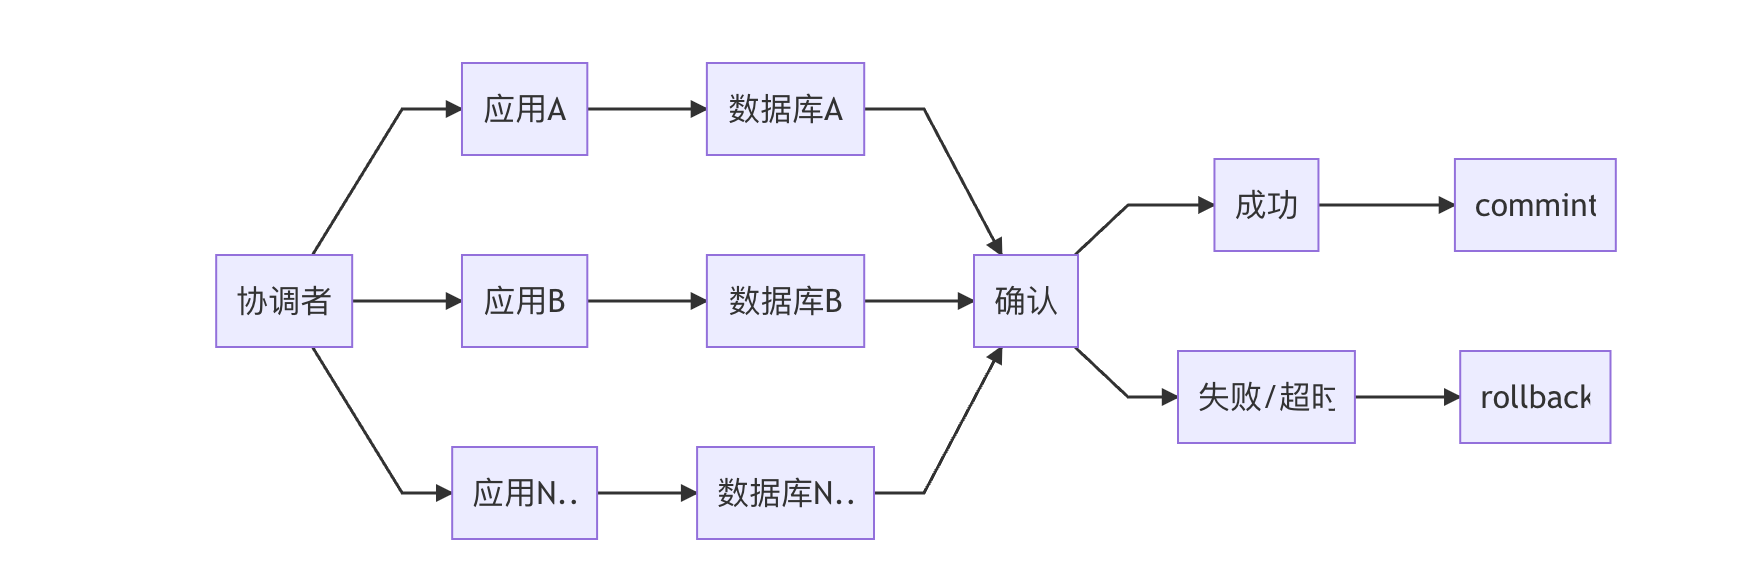 应用A
数据库A
成功
commint
协调者
应用B
数据库B
确认
失败/超时
rollback
应用N..
数据库N..